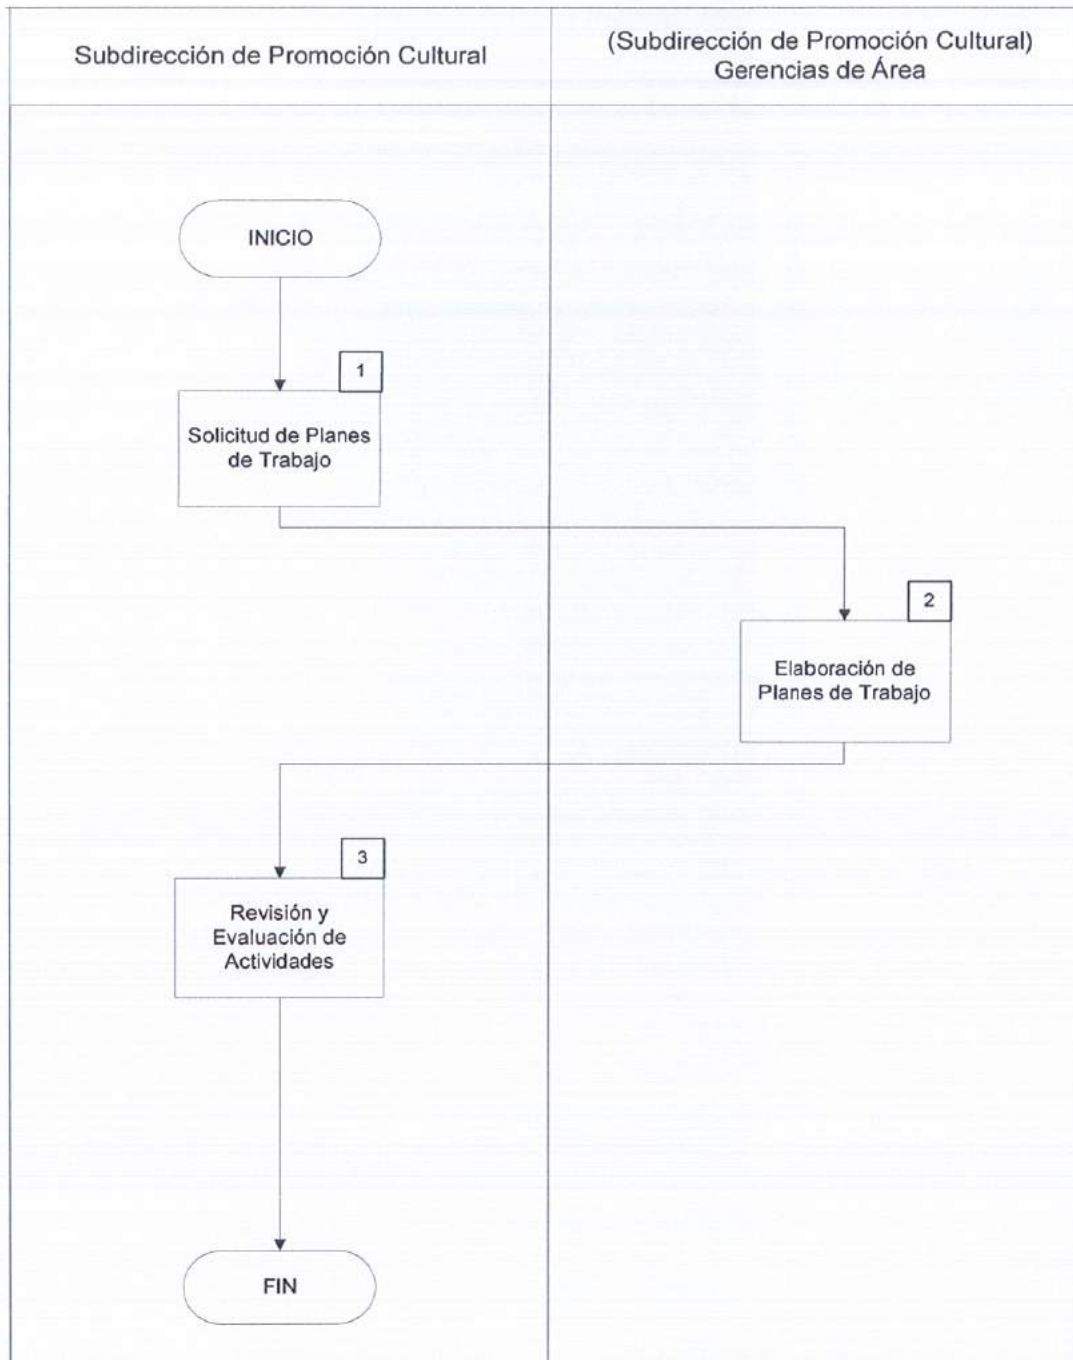 Subdirección de Promoción Cultural
(Subdirección de Promoción Cultural)
Gerencias de Área
INICIO
1
Solicitud de Planes
de Trabajo
2
Elaboración de
Planes de Trabajo
3
Revisión y
Evaluación de
Actividades
FIN